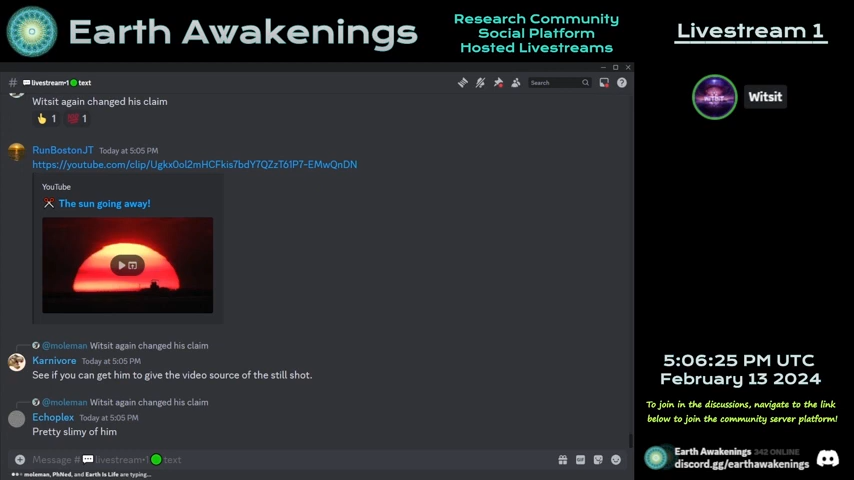 Earth Awakenings
Research Community
Social Platform
Hosted Livestreams
Livestream 1
# livestream•1 text
Search
Witsit again changed his claim
1 1
RunBostonJT Today at 5:05 PM
https://youtube.com/clip/Ugkx0ol2mHCFkis7bdY7QZzT61P7-EMwQnDN
YouTube
The sun going away!
@moleman Witsit again changed his claim
Karnivore Today at 5:05 PM
See if you can get him to give the video source of the still shot.
@moleman Witsit again changed his claim
Echoplex Today at 5:05 PM
Pretty slimy of him
Message # livestream•1 text
moleman, PhNed, and Earth Is Life are typing...
WITSIT
Witsit
5:06:25 PM UTC
February 13 2024
To join in the discussions, navigate to the link
below to join the community server platform!
Earth Awakenings 342 ONLINE
discord.gg/earthawakenings